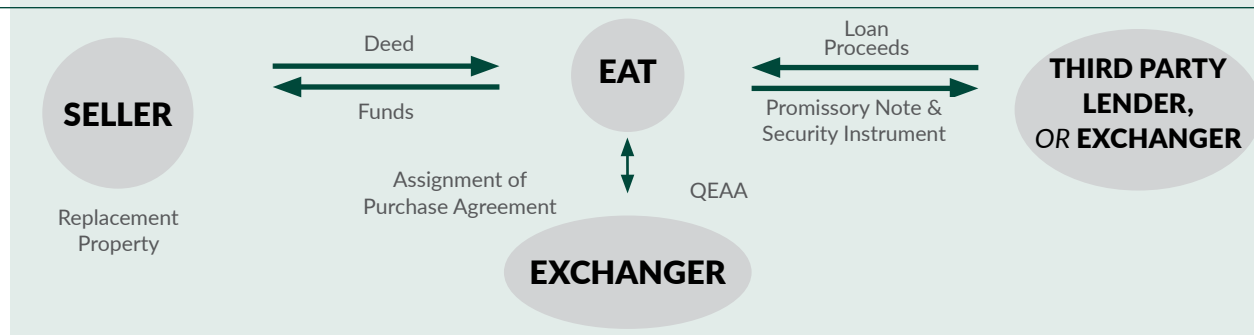 SELLER
Replacement
Property
Deed
Funds
EAT
Loan
Proceeds
Promissory Note &
Security Instrument
THIRD PARTY
LENDER,
OR EXCHANGER
Assignment of
Purchase Agreement
QEAA
EXCHANGER